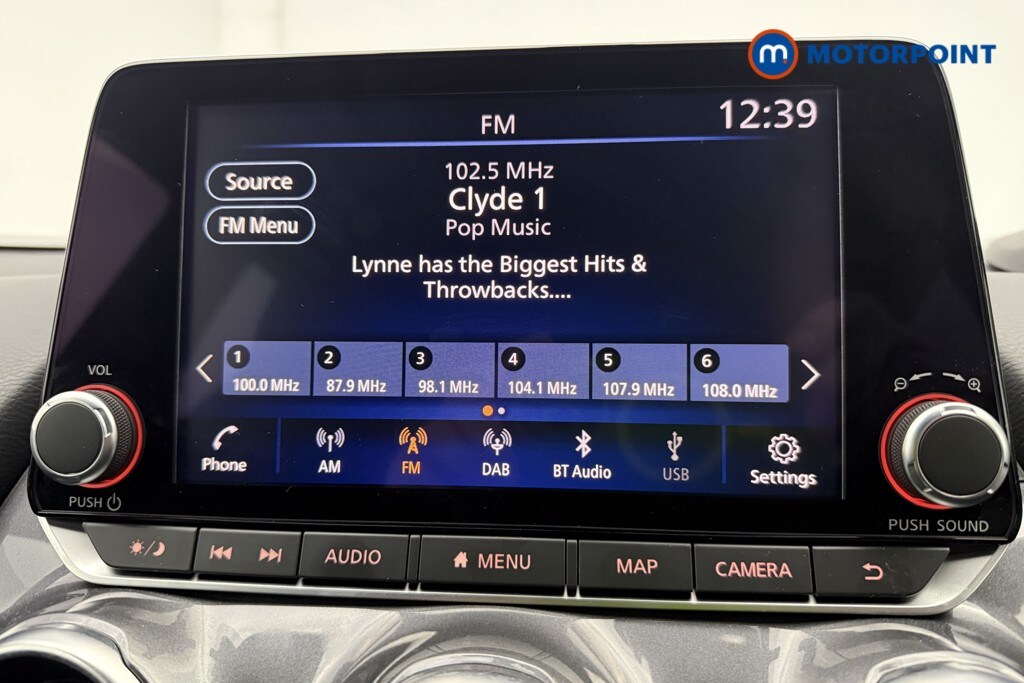 m MOTORPOINT
FM
12:39
Source
FM Menu
102.5 MHz
Clyde 1
Pop Music
Lynne has the Biggest Hits &
Throwbacks....
1 2 3 4 5 6
100.0 MHz 87.9 MHz 98.1 MHz 104.1 MHz 107.9 MHz 108.0 MHz
Phone AM FM DAB BT Audio USB Settings
VOL
PUSH
PUSH SOUND
AUDIO MENU MAP CAMERA